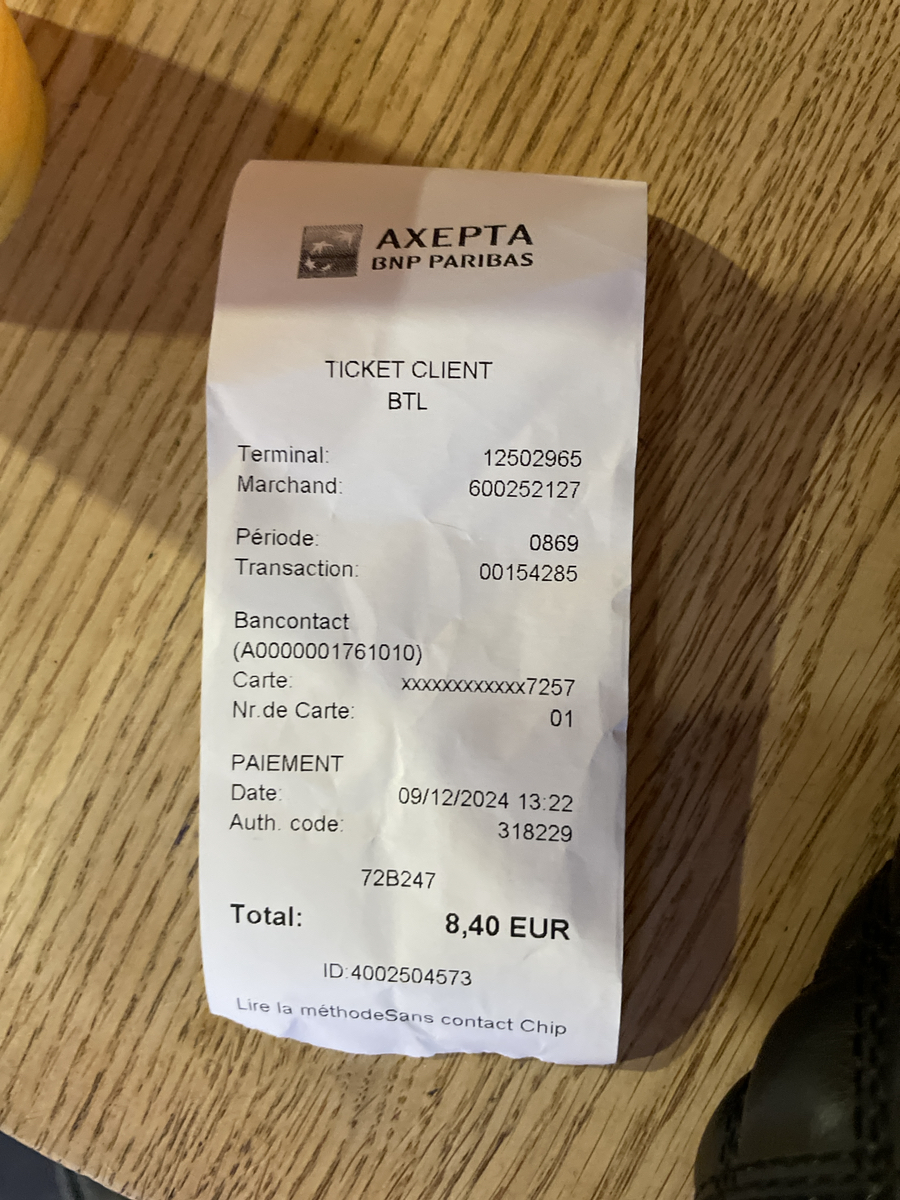 AXEPTA
BNP PARIBAS
TICKET CLIENT
BTL
Terminal: 12502965
Marchand: 600252127
Période: 0869
Transaction: 00154285
Bancontact
(A0000001761010)
Carte: xxxxxxxxxxxx7257
Nr.de Carte: 01
PAIEMENT
Date: 09/12/2024 13:22
Auth. code: 318229
72B247
Total: 8,40 EUR
ID:4002504573
Lire la méthodeSans contact Chip